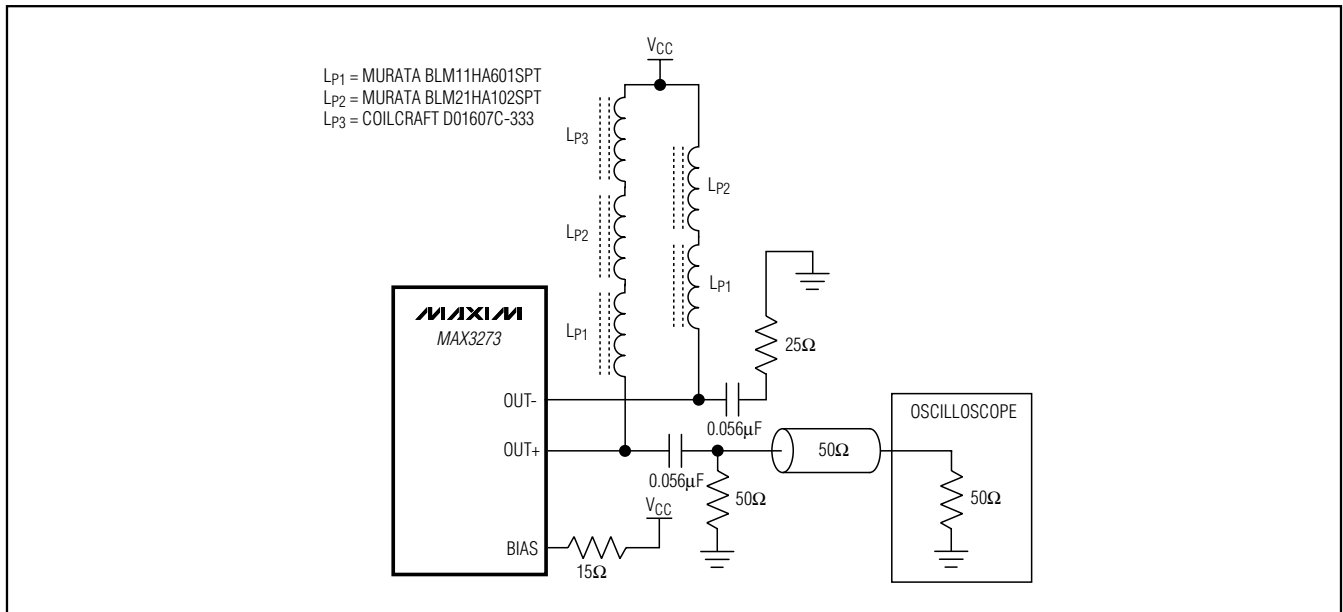 VCC
LP1 = MURATA BLM11HA601SPT
LP2 = MURATA BLM21HA102SPT
LP3 = COILCRAFT D01607C-333
LP3
LP2
LP2
LP1
LP1
MAXIM
MAX3273
25Ω
OUT-
0.056µF
OSCILLOSCOPE
OUT+
50Ω
0.056µF
50Ω
50Ω
VCC
BIAS
15Ω